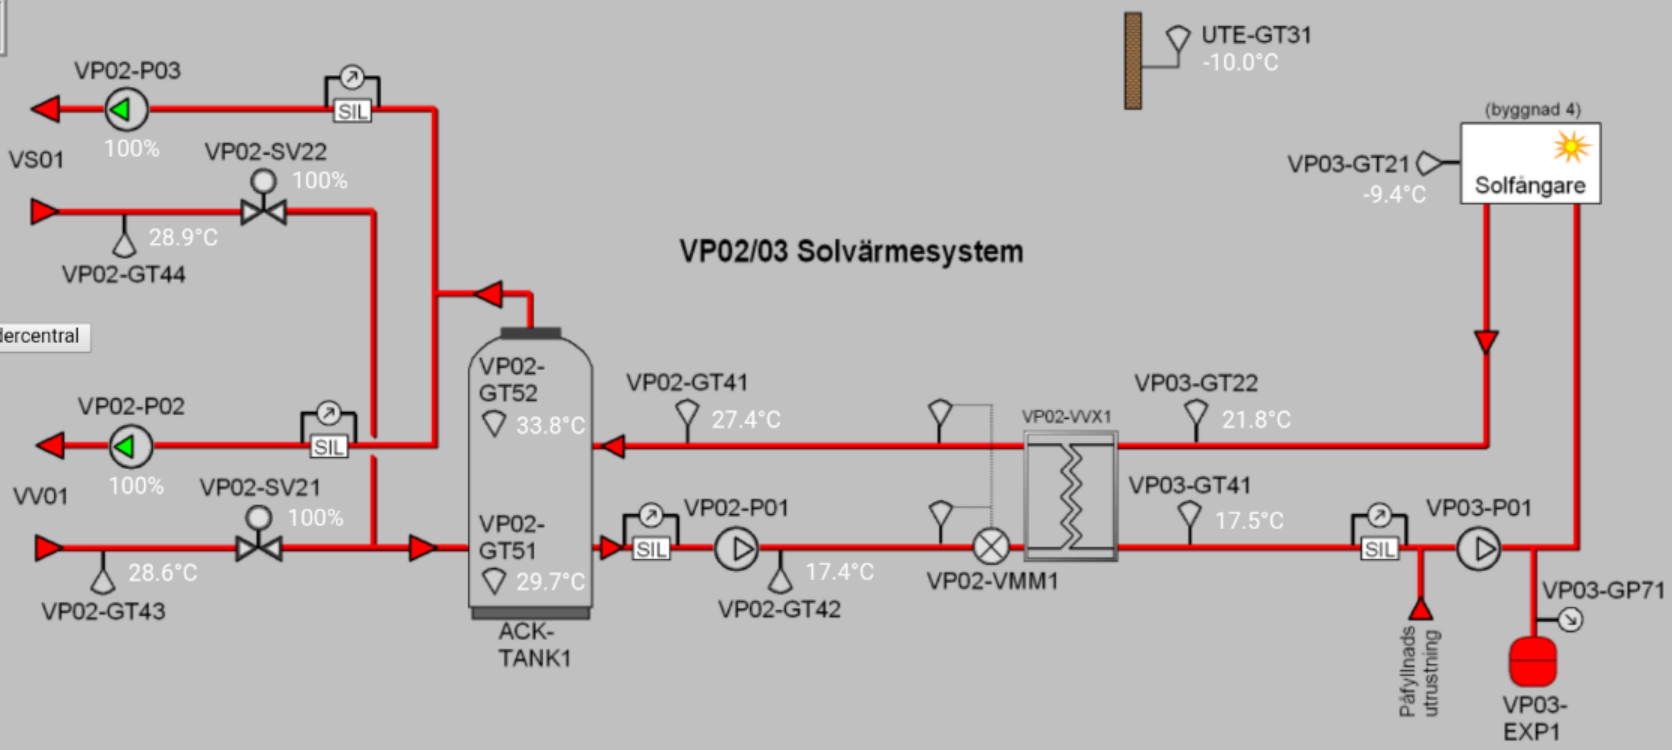 UTE-GT31
-10.0°C
VP02-P03
SIL
100%
VS01
VP02-SV22
100%
28.9°C
VP02-GT44
(byggnad 4)
VP03-GT21
-9.4°C
Solfångare
VP02/03 Solvärmesystem
dercentral
VP02-P02
SIL
100%
VV01
VP02-SV21
100%
28.6°C
VP02-GT43
VP02-
GT52
33.8°C
VP02-
GT51
29.7°C
ACK-
TANK1
VP02-GT41
27.4°C
VP02-VVX1
VP03-GT22
21.8°C
SIL
VP02-P01
17.4°C
VP02-GT42
VP02-VMM1
VP03-GT41
17.5°C
SIL
VP03-P01
VP03-GP71
Påfyllnads
utrustning
VP03-
EXP1